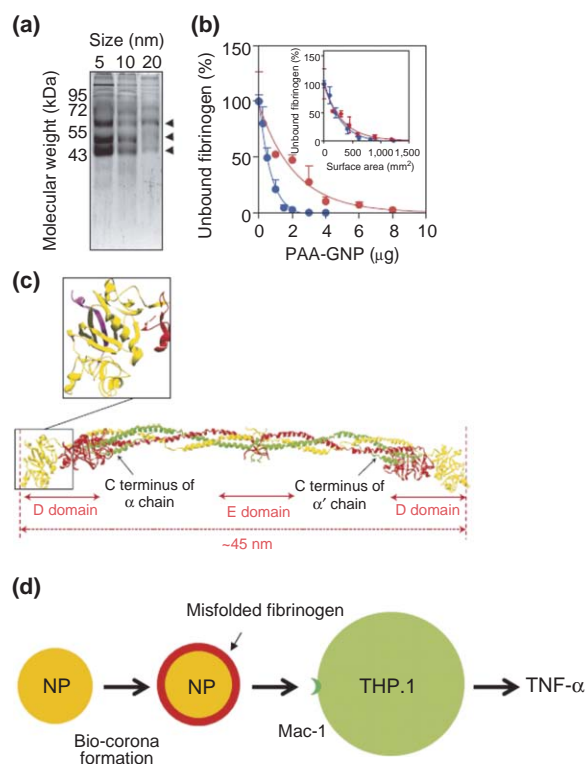 (a)
Size (nm)
5 10 20
Molecular weight (kDa)
95
72
55
43
(b)
Unbound fibrinogen (%)
150
100
50
0
0 2 4 6 8 10
PAA-GNP (μg)
Unbound fibrinogen (%)
150
100
50
0
0 500 1000 1,500
Surface area (mm²)
(c)
C terminus of
α chain
C terminus of
α′ chain
D domain
E domain
D domain
~45 nm
(d)
Misfolded fibrinogen
NP
NP
THP.1
TNF-α
Mac-1
Bio-corona
formation